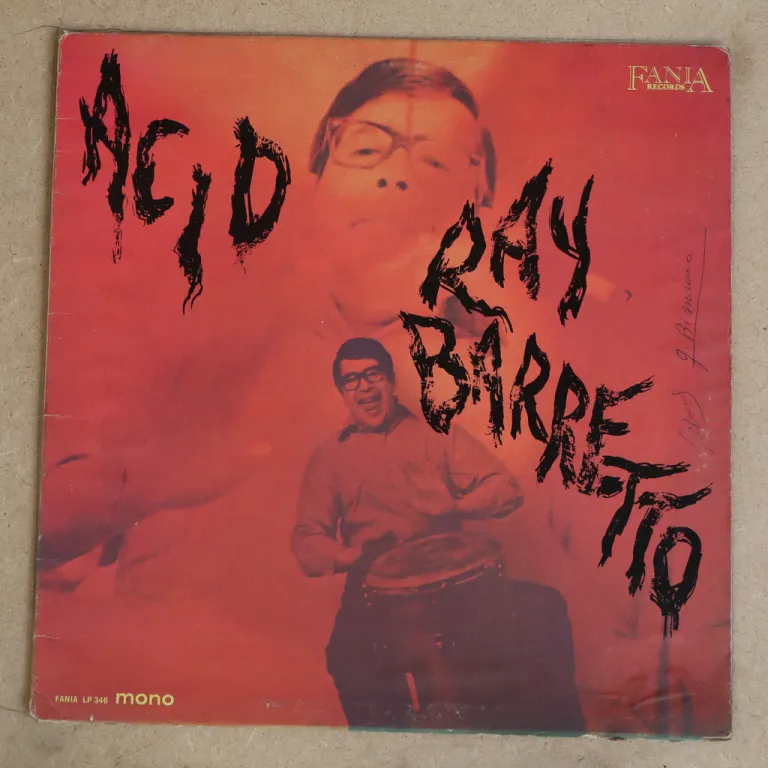 ACID
FANIA
RECORDS
RAY
BARRETTO
FANIA LP 346 mono